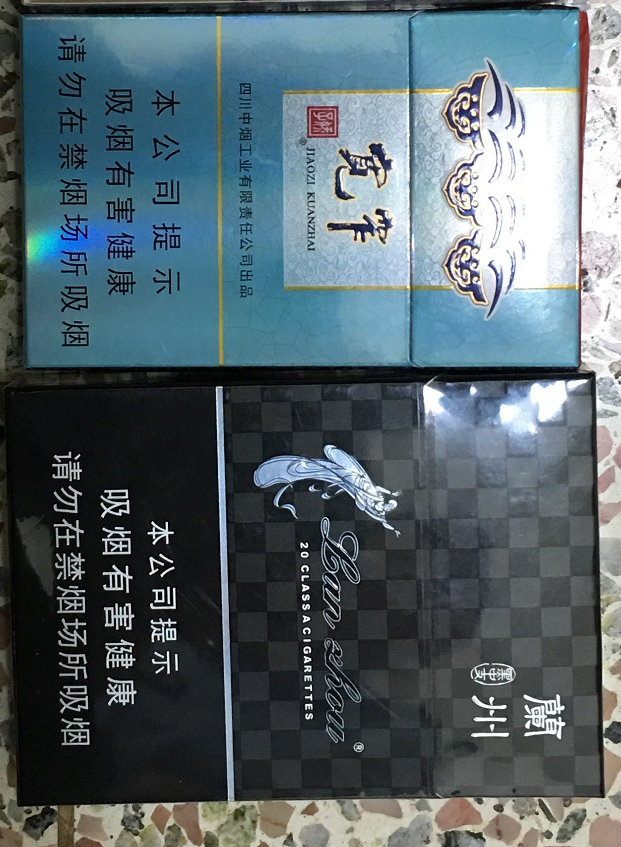 宽窄
®
JIAOZI KUANZHAI
四川中烟工业有限责任公司出品
本公司提示
吸烟有害健康
请勿在禁烟场所吸烟
蘭州
Lan zhou®
20 CLASS A CIGARETTES
本公司提示
吸烟有害健康
请勿在禁烟场所吸烟